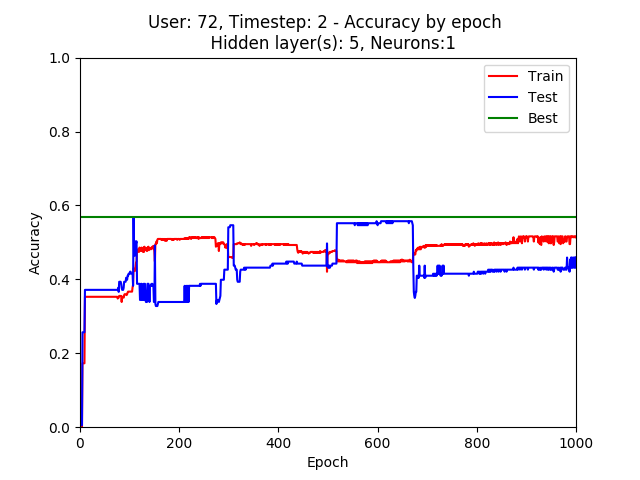 User: 72, Timestep: 2 - Accuracy by epoch
Hidden layer(s): 5, Neurons:1
Train
Test
Best
1.0
0.8
0.6
0.4
0.2
0.0
Accuracy
0 200 400 600 800 1000
Epoch